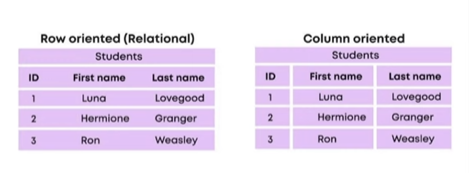 Row oriented (Relational)
Students
ID First name Last name
1 Luna Lovegood
2 Hermione Granger
3 Ron Weasley
Column oriented
Students
ID First name Last name
1 Luna Lovegood
2 Hermione Granger
3 Ron Weasley